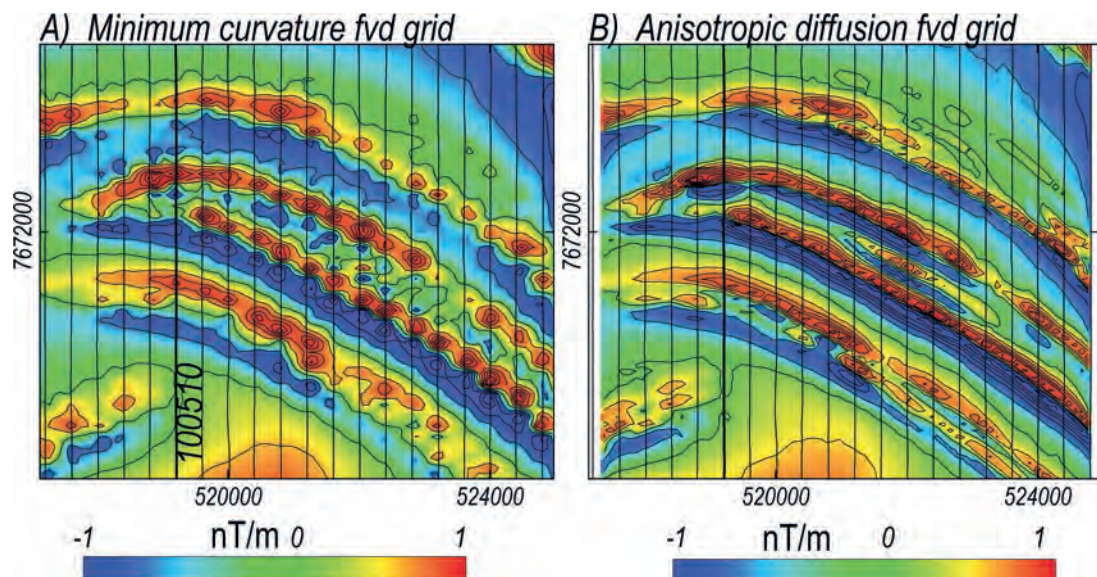 A) Minimum curvature fvd grid
B) Anisotropic diffusion fvd grid
7672000
7672000
100510
520000
524000
520000
524000
-1 nT/m 0 1
-1 nT/m 0 1